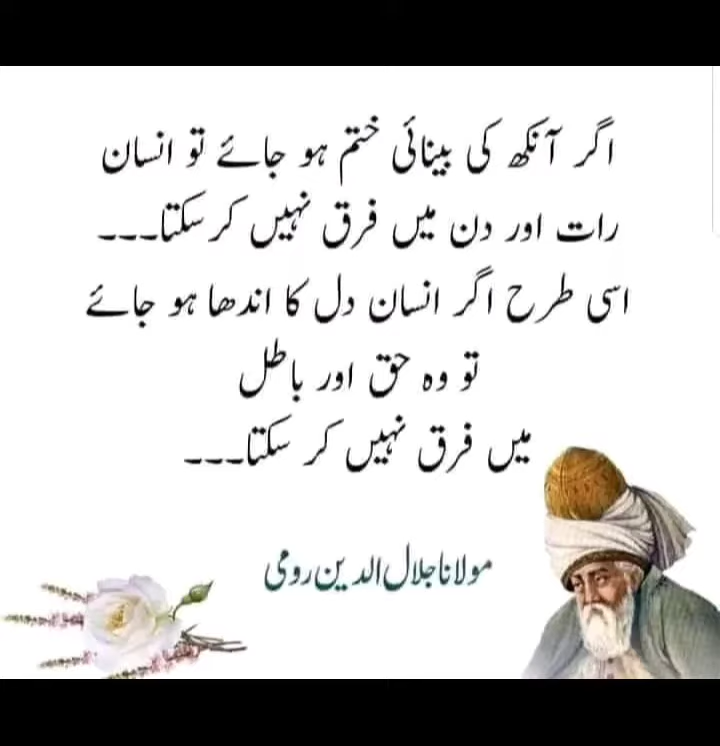 اگر آنکھ کی بینائی ختم ہو جائے تو انسان
رات اور دن میں فرق نہیں کر سکتا۔۔۔
اسی طرح اگر انسان دل کا اندھا ہو جائے
تو وہ حق اور باطل
میں فرق نہیں کر سکتا۔۔۔
مولانا جلال الدین رومی